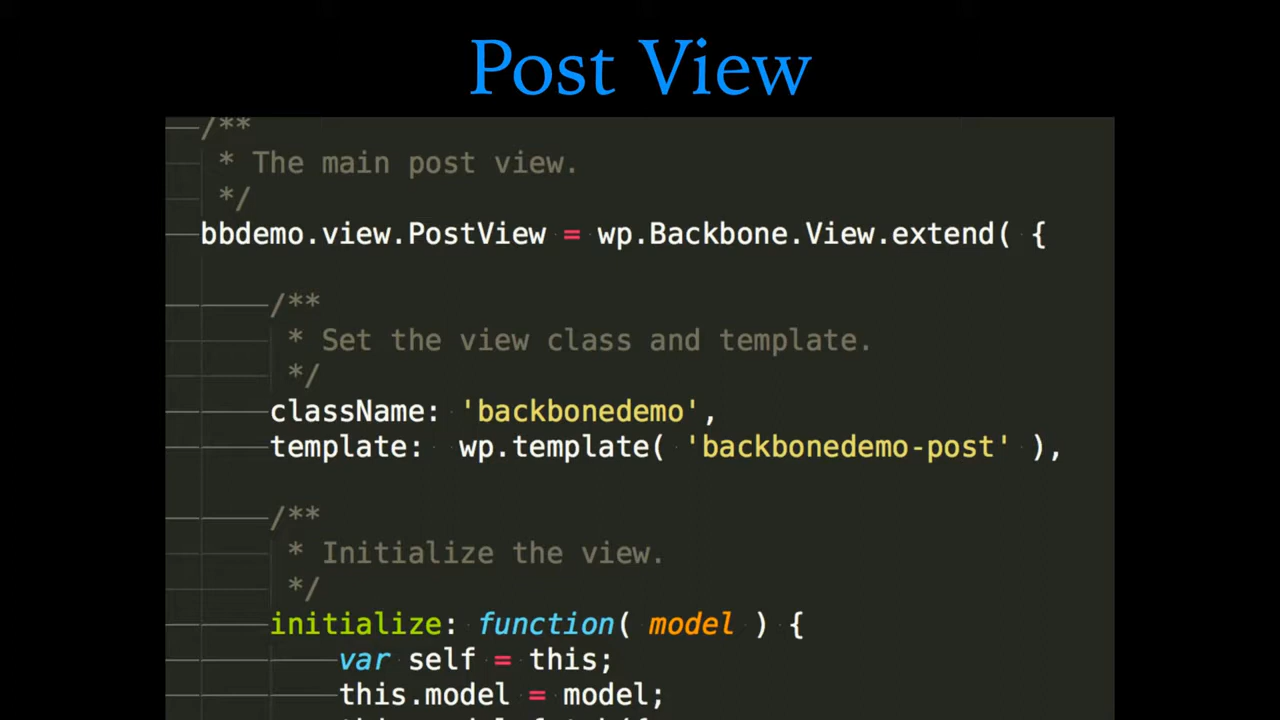 Post View
/**
* The main post view.
*/
bbdemo.view.PostView = wp.Backbone.View.extend( {
/**
* Set the view class and template.
*/
className: 'backbonedemo',
template: wp.template( 'backbonedemo-post' ),
/**
* Initialize the view.
*/
initialize: function( model ) {
var self = this;
this.model = model;